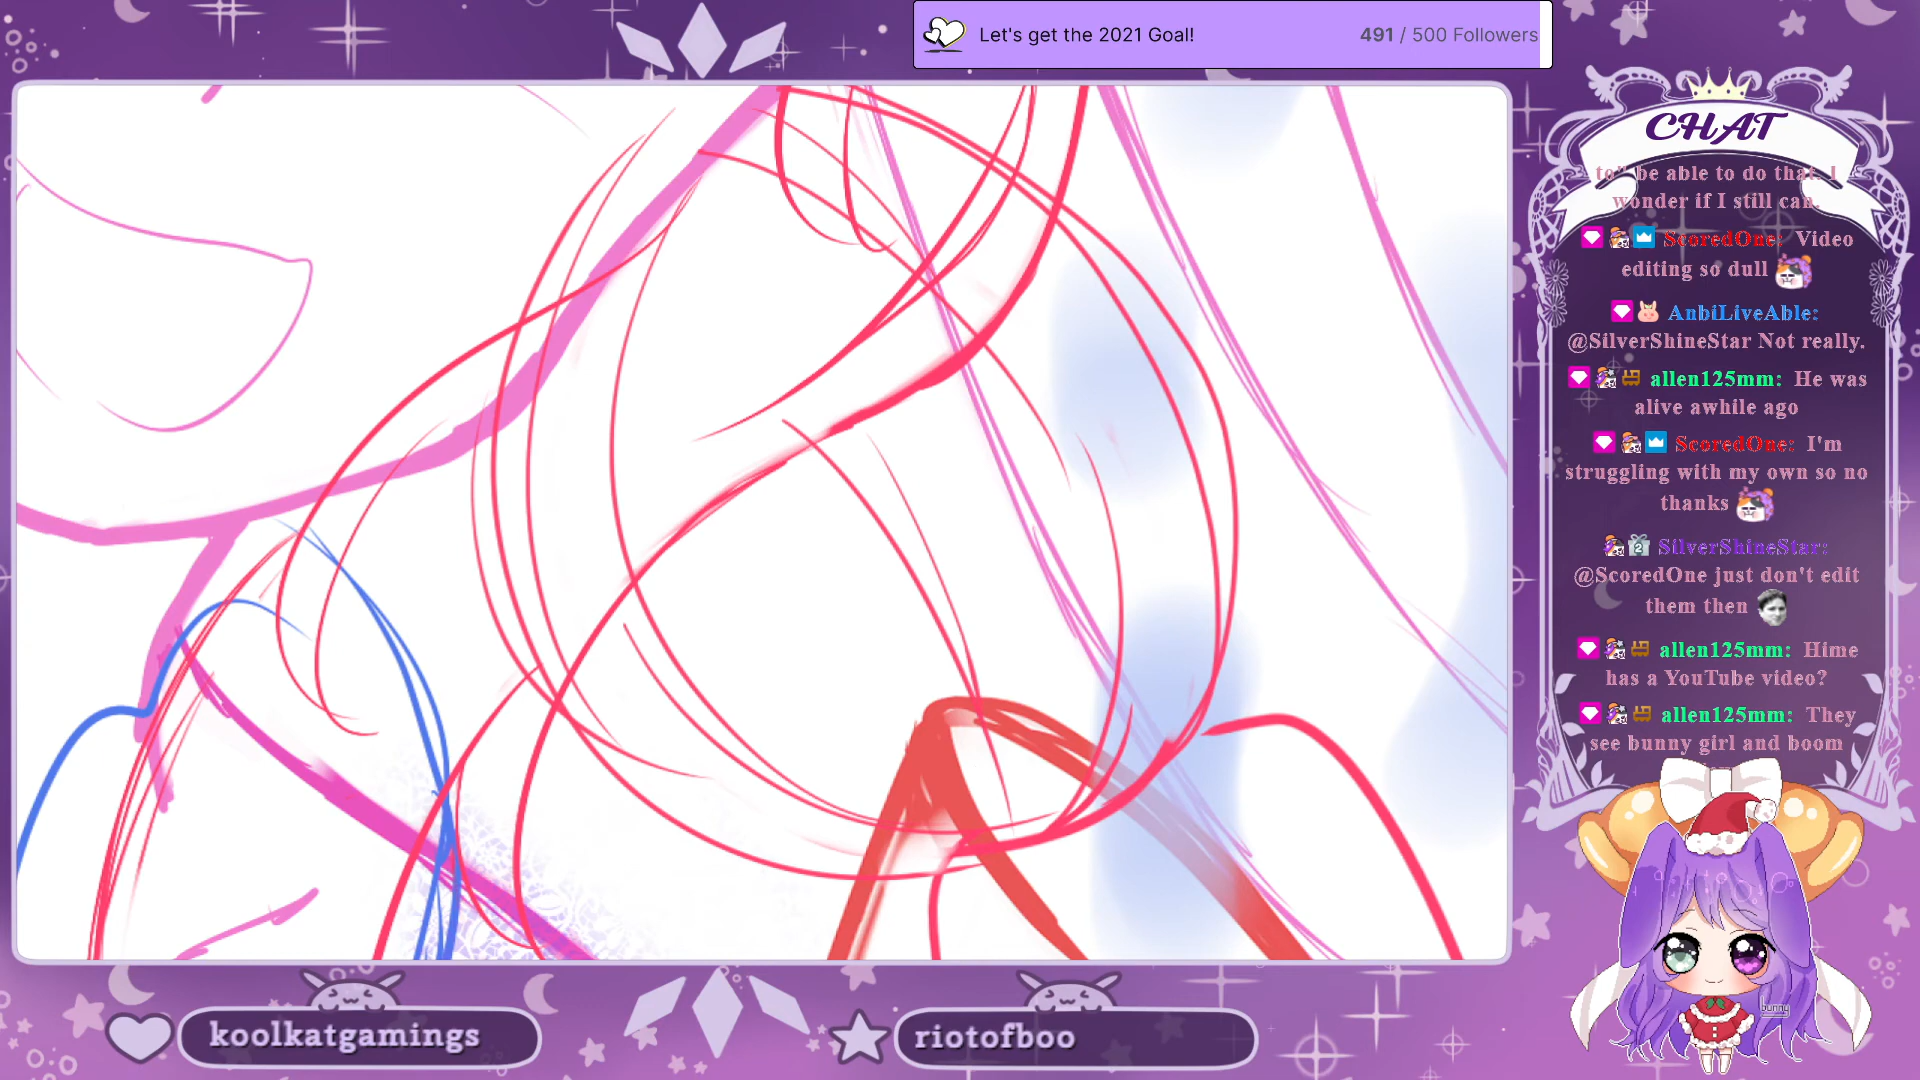 Let's get the 2021 Goal!
491 / 500 Followers
CHAT
to" be able to do that. I
wonder if I still can.
ScoredOne: Video
editing so dull
AnbiLiveAble:
@SilverShineStar Not really.
allen125mm: He was
alive awhile ago
ScoredOne: I'm
struggling with my own so no
thanks
2 SilverShineStar:
@ScoredOne just don't edit
them then
allen125mm: Hime
has a YouTube video?
allen125mm: They
see bunny girl and boom
bunny
koolkatgamings
riotofboo